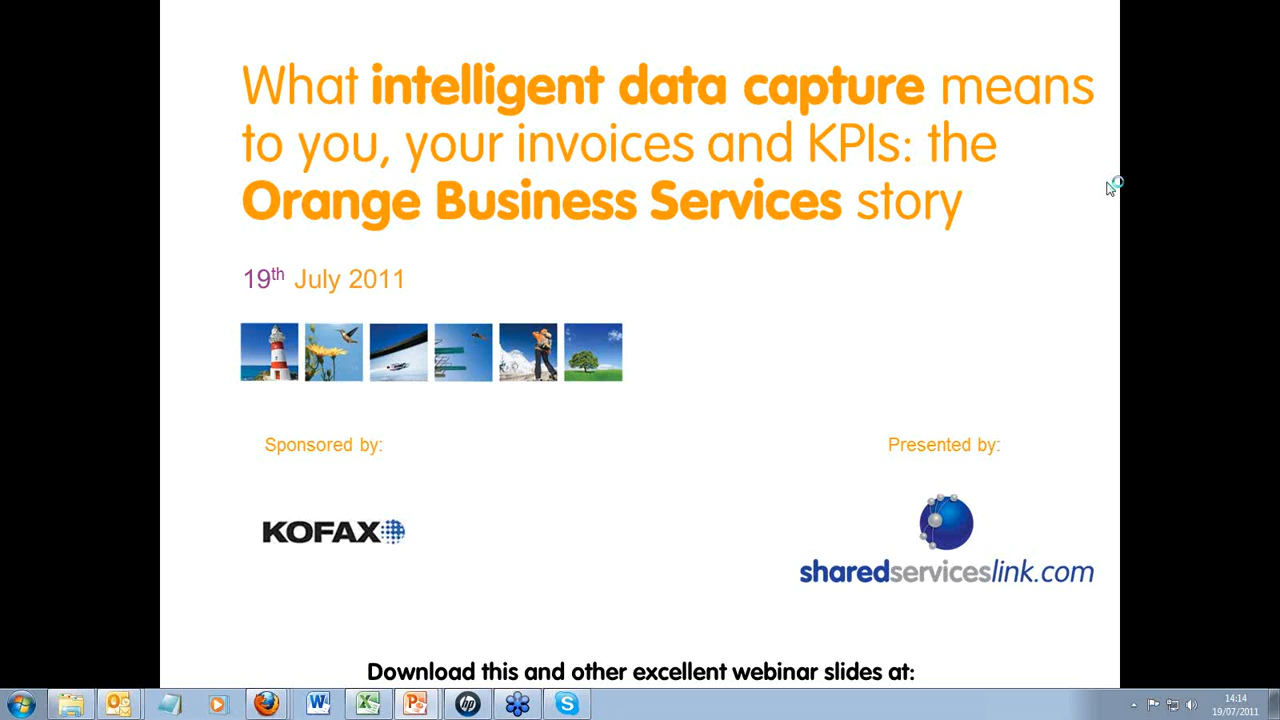 What intelligent data capture means
to you, your invoices and KPIs: the
Orange Business Services story
19th July 2011
Sponsored by:
Presented by:
KOFAX
sharedserviceslink.com
Download this and other excellent webinar slides at:
14:14
19/07/2011